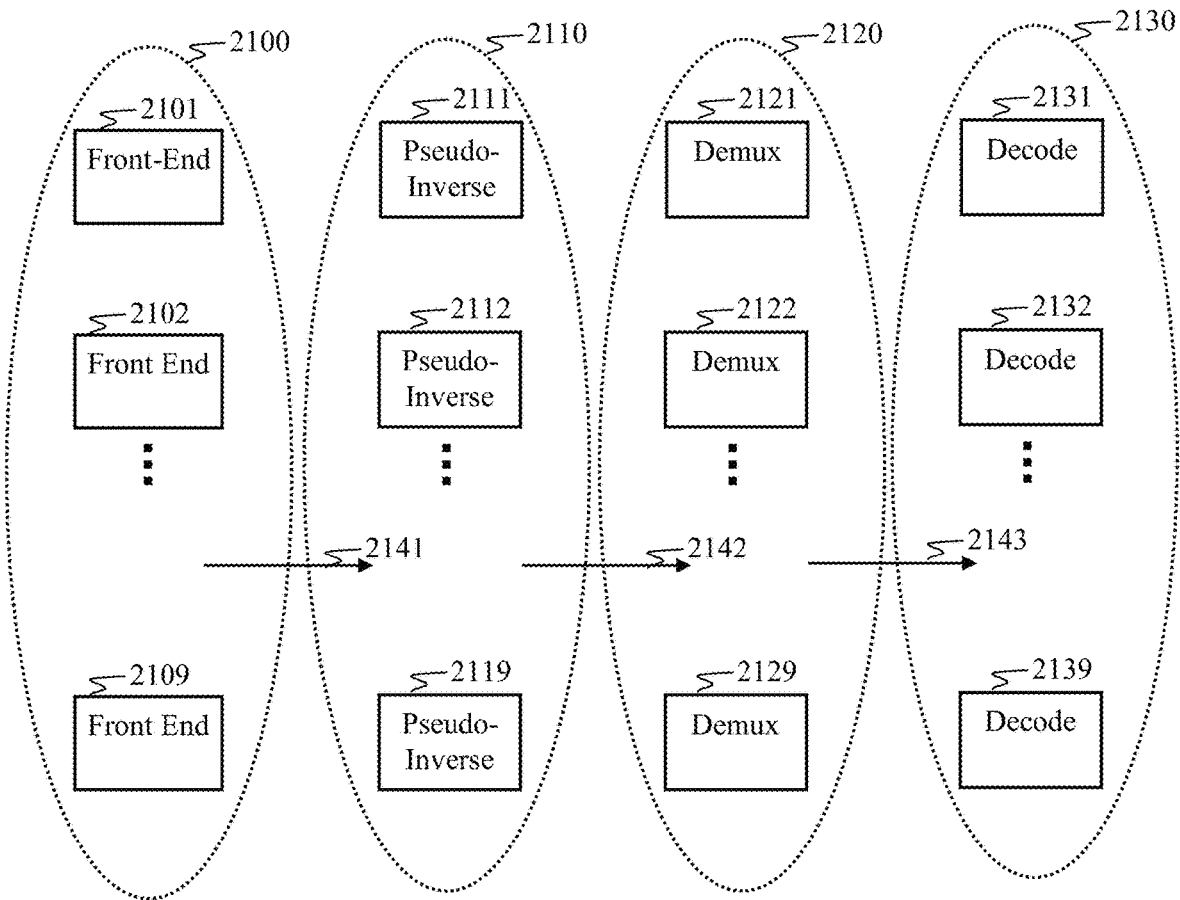 2100
2110
2120
2130
2101
2111
2121
2131
Front-End
Pseudo-
Inverse
Demux
Decode
2102
2112
2122
2132
Front End
Pseudo-
Inverse
Demux
Decode
2141
2142
2143
2109
2119
2129
2139
Front End
Pseudo-
Inverse
Demux
Decode